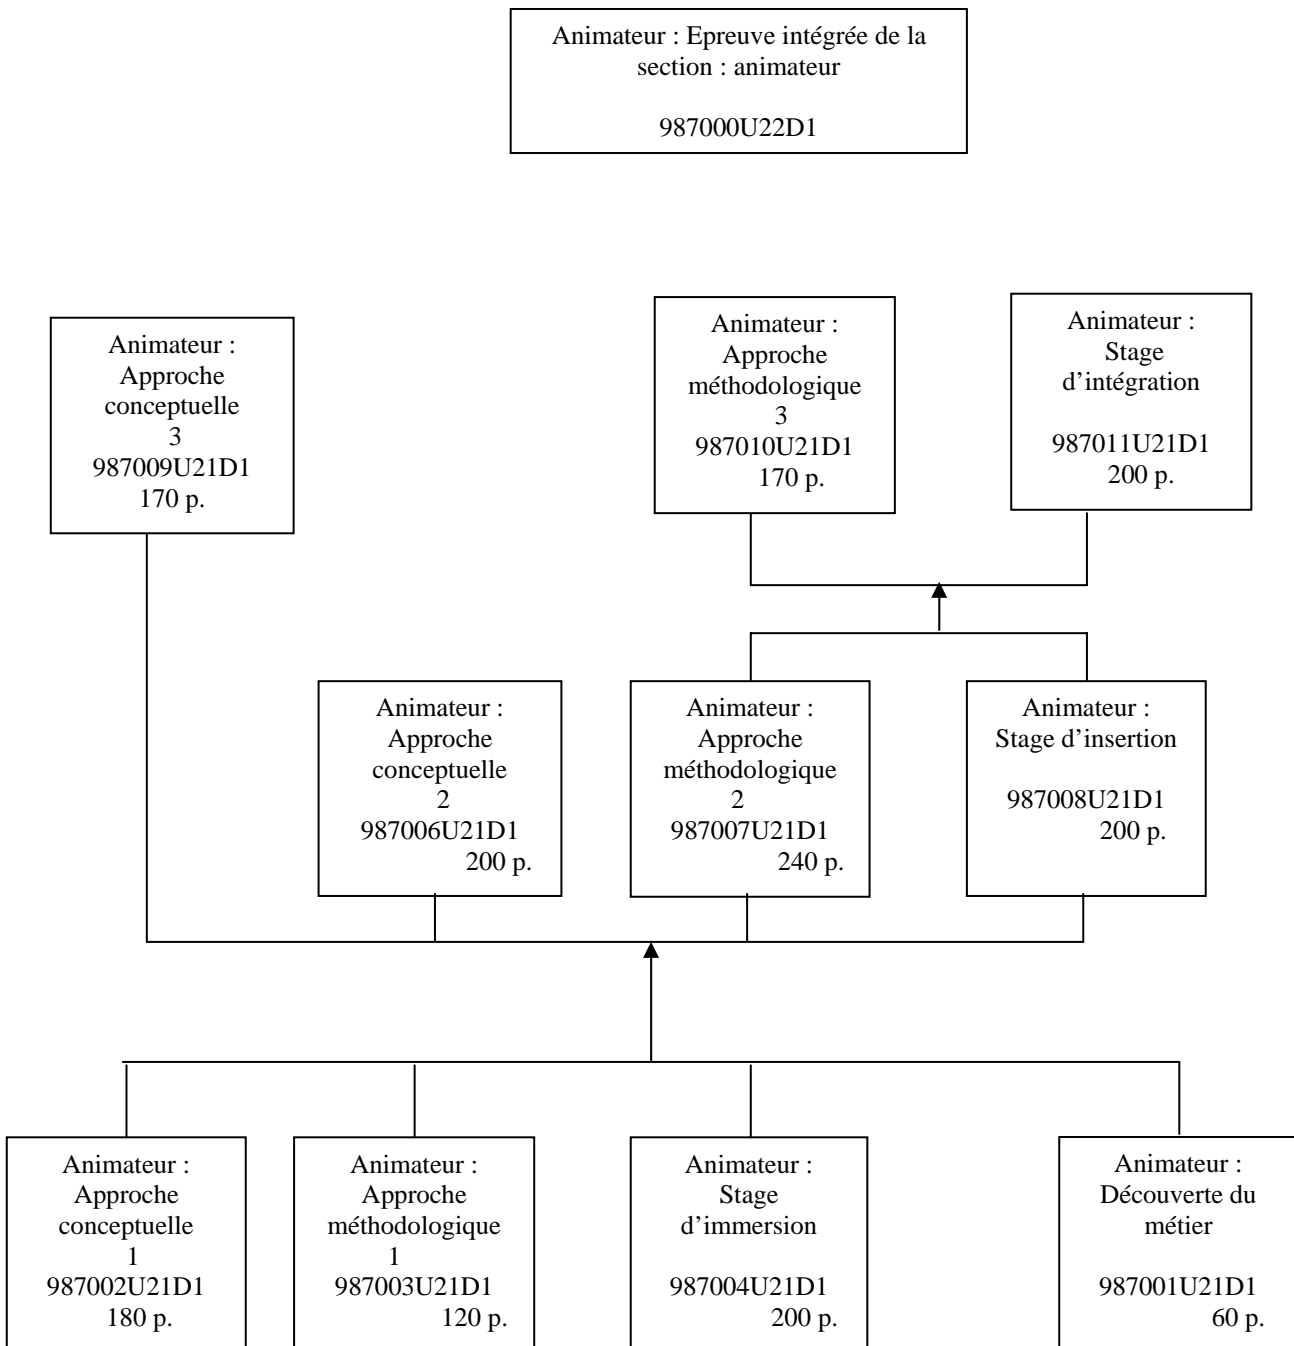 Animateur : Epreuve intégrée de la
section : animateur
987000U22D1
Animateur :
Approche
conceptuelle
3
987009U21D1
170 p.
Animateur :
Approche
méthodologique
3
987010U21D1
170 p.
Animateur :
Stage
d’intégration
987011U21D1
200 p.
Animateur :
Approche
conceptuelle
2
987006U21D1
200 p.
Animateur :
Approche
méthodologique
2
987007U21D1
240 p.
Animateur :
Stage d’insertion
987008U21D1
200 p.
Animateur :
Approche
conceptuelle
1
987002U21D1
180 p.
Animateur :
Approche
méthodologique
1
987003U21D1
120 p.
Animateur :
Stage
d’immersion
987004U21D1
200 p.
Animateur :
Découverte du
métier
987001U21D1
60 p.